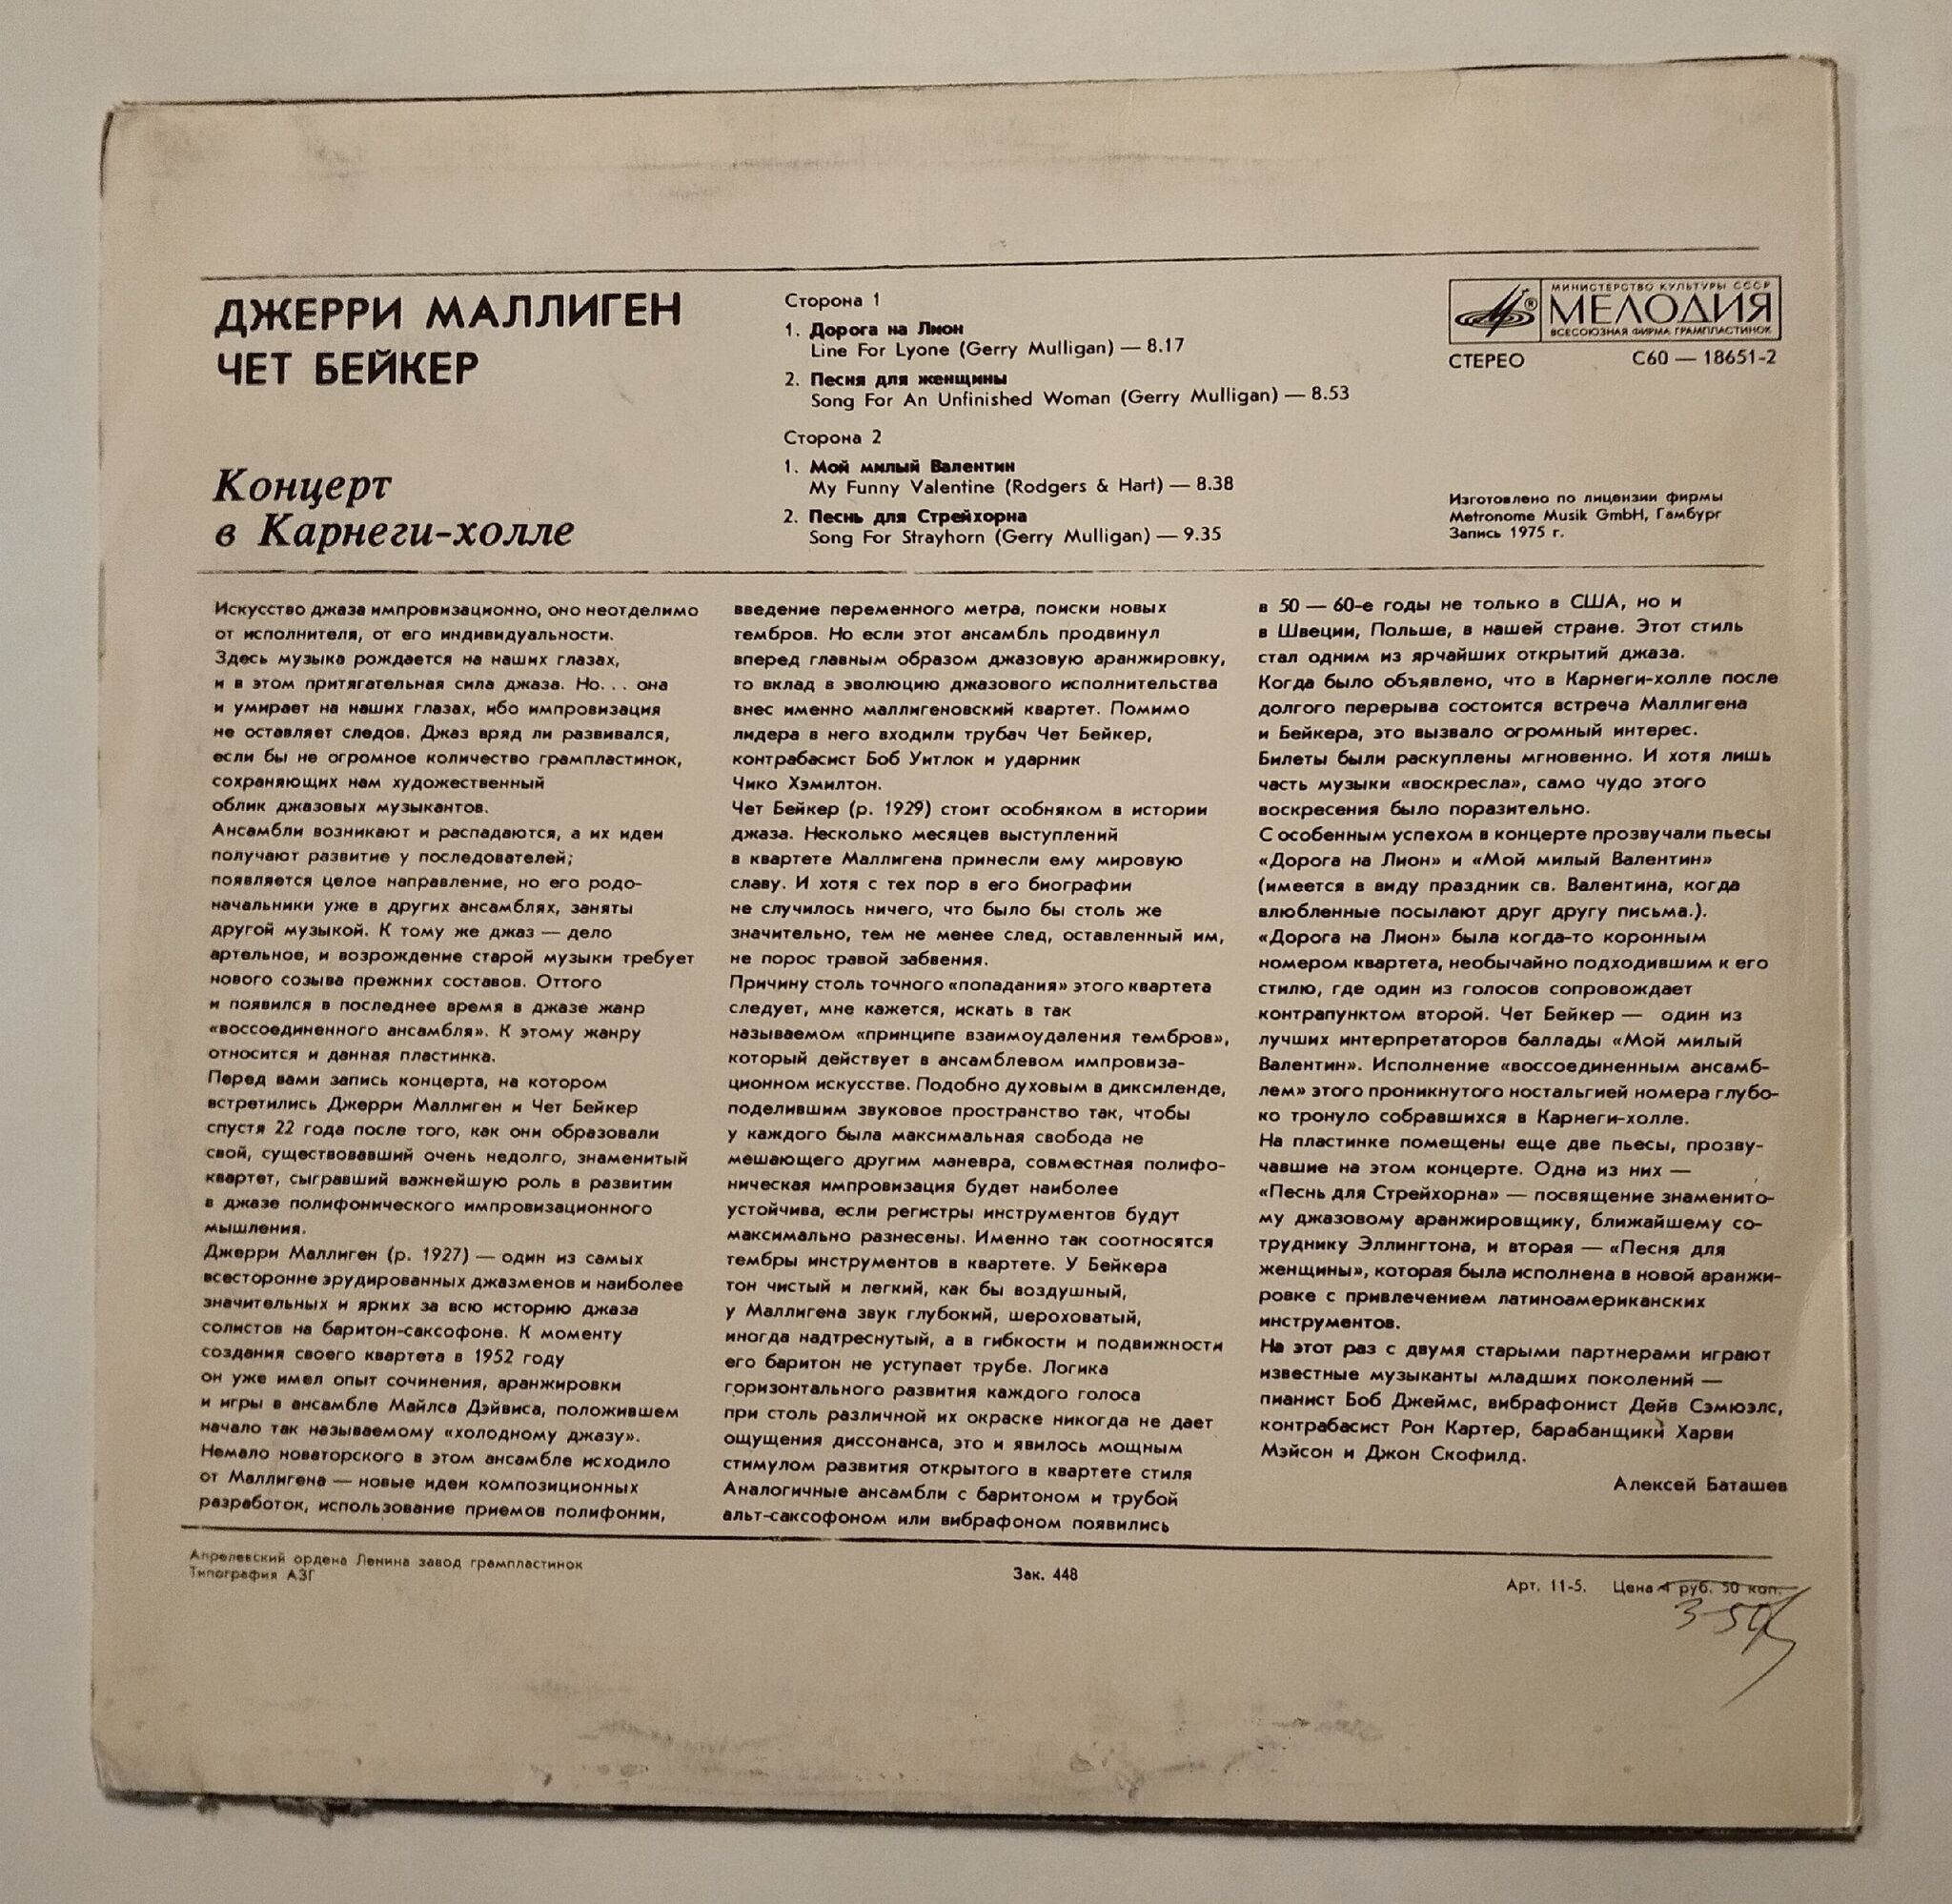 ДЖЕРРИ МАЛЛИГЕН
ЧЕТ БЕЙКЕР
Концерт
в Карнеги-холле
Сторона 1
1. Дорога на Лион
Line For Lyone (Gerry Mulligan) — 8.17
2. Песня для женщины
Song For An Unfinished Woman (Gerry Mulligan) — 8.53
Сторона 2
1. Мой милый Валентин
My Funny Valentine (Rodgers & Hart) — 8.38
2. Песнь для Стрейхорна
Song For Strayhorn (Gerry Mulligan) — 9.35
МИНИСТЕРСТВО КУЛЬТУРЫ СССР
МЕЛОДИЯ
ВСЕСОЮЗНАЯ ФИРМА ГРАМПЛАСТИНОК
®
СТЕРЕО С60 — 18651-2
Изготовлено по лицензии фирмы
Metronome Musik GmbH, Гамбург
Запись 1975 г.
Искусство джаза импровизационно, оно неотделимо
от исполнителя, от его индивидуальности.
Здесь музыка рождается на наших глазах,
и в этом притягательная сила джаза. Но... она
и умирает на наших глазах, ибо импровизация
не оставляет следов. Джаз вряд ли развивался,
если бы не огромное количество грампластинок,
сохраняющих нам художественный
облик джазовых музыкантов.
Ансамбли возникают и распадаются, а их идеи
получают развитие у последователей;
появляется целое направление, но его родо-
начальники уже в других ансамблях, заняты
другой музыкой. К тому же джаз — дело
артельное, и возрождение старой музыки требует
нового созыва прежних составов. Оттого
и появился в последнее время в джазе жанр
«воссоединенного ансамбля». К этому жанру
относится и данная пластинка.
Перед вами запись концерта, на котором
встретились Джерри Маллиген и Чет Бейкер
спустя 22 года после того, как они образовали
свой, существовавший очень недолго, знаменитый
квартет, сыгравший важнейшую роль в развитии
в джазе полифонического импровизационного
мышления.
Джерри Маллиген (р. 1927) — один из самых
всесторонне эрудированных джазменов и наиболее
значительных и ярких за всю историю джаза
солистов на баритон-саксофоне. К моменту
создания своего квартета в 1952 году
он уже имел опыт сочинения, аранжировки
и игры в ансамбле Майлса Дэйвиса, положившем
начало так называемому «холодному джазу».
Немало новаторского в этом ансамбле исходило
от Маллигена — новые идеи композиционных
разработок, использование приемов полифонии,
введение переменного метра, поиски новых
тембров. Но если этот ансамбль продвинул
вперед главным образом джазовую аранжировку,
то вклад в эволюцию джазового исполнительства
внес именно маллигеновский квартет. Помимо
лидера в него входили трубач Чет Бейкер,
контрабасист Боб Уитлок и ударник
Чико Хэмилтон.
Чет Бейкер (р. 1929) стоит особняком в истории
джаза. Несколько месяцев выступлений
в квартете Маллигена принесли ему мировую
славу. И хотя с тех пор в его биографии
не случилось ничего, что было бы столь же
значительно, тем не менее след, оставленный им,
не порос травой забвения.
Причину столь точного «попадания» этого квартета
следует, мне кажется, искать в так
называемом «принципе взаимоудаления тембров»,
который действует в ансамблевом импровиза-
ционном искусстве. Подобно духовым в диксиленде,
поделившим звуковое пространство так, чтобы
у каждого была максимальная свобода не
мешающего другим маневра, совместная полифо-
ническая импровизация будет наиболее
устойчива, если регистры инструментов будут
максимально разнесены. Именно так соотносятся
тембры инструментов в квартете. У Бейкера
тон чистый и легкий, как бы воздушный,
у Маллигена звук глубокий, шероховатый,
иногда надтреснутый, а в гибкости и подвижности
его баритон не уступает трубе. Логика
горизонтального развития каждого голоса
при столь различной их окраске никогда не дает
ощущения диссонанса, это и явилось мощным
стимулом развития открытого в квартете стиля
Аналогичные ансамбли с баритоном и трубой
альт-саксофоном или вибрафоном появились
в 50 — 60-е годы не только в США, но и
в Швеции, Польше, в нашей стране. Этот стиль
стал одним из ярчайших открытий джаза.
Когда было объявлено, что в Карнеги-холле после
долгого перерыва состоится встреча Маллигена
и Бейкера, это вызвало огромный интерес.
Билеты были раскуплены мгновенно. И хотя лишь
часть музыки «воскресла», само чудо этого
воскресения было поразительно.
С особенным успехом в концерте прозвучали пьесы
«Дорога на Лион» и «Мой милый Валентин»
(имеется в виду праздник св. Валентина, когда
влюбленные посылают друг другу письма.).
«Дорога на Лион» была когда-то коронным
номером квартета, необычайно подходившим к его
стилю, где один из голосов сопровождает
контрапунктом второй. Чет Бейкер — один из
лучших интерпретаторов баллады «Мой милый
Валентин». Исполнение «воссоединенным ансамб-
лем» этого проникнутого ностальгией номера глубо-
ко тронуло собравшихся в Карнеги-холле.
На пластинке помещены еще две пьесы, прозву-
чавшие на этом концерте. Одна из них —
«Песнь для Стрейхорна» — посвящение знаменито-
му джазовому аранжировщику, ближайшему со-
труднику Эллингтона, и вторая — «Песня для
женщины», которая была исполнена в новой аранжи-
ровке с привлечением латиноамериканских
инструментов.
На этот раз с двумя старыми партнерами играют
известные музыканты младших поколений —
пианист Боб Джеймс, вибрафонист Дейв Сэмюэлс,
контрабасист Рон Картер, барабанщики Харви
Мэйсон и Джон Скофилд.
Алексей Баташев
Апрелевский ордена Ленина завод грампластинок
Типография АЗГ
Зак. 448
Арт. 11-5. Цена 4 руб. 50 коп.
3-50